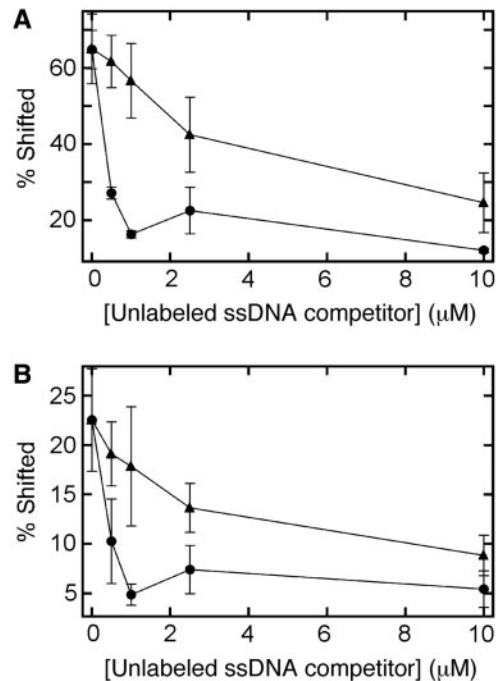 A
60
40
20
% Shifted
0 2 4 6 8 10
[Unlabeled ssDNA competitor] (μM)
B
25
20
15
10
5
% Shifted
0 2 4 6 8 10
[Unlabeled ssDNA competitor] (μM)